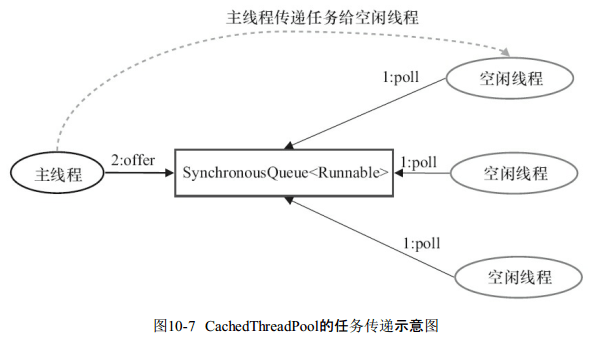 主线程传递任务给空闲线程
1:poll
空闲线程
2:offer
主线程
SynchronousQueue<Runnable>
1:poll
空闲线程
1:poll
空闲线程
图10-7 CachedThreadPool的任务传递示意图